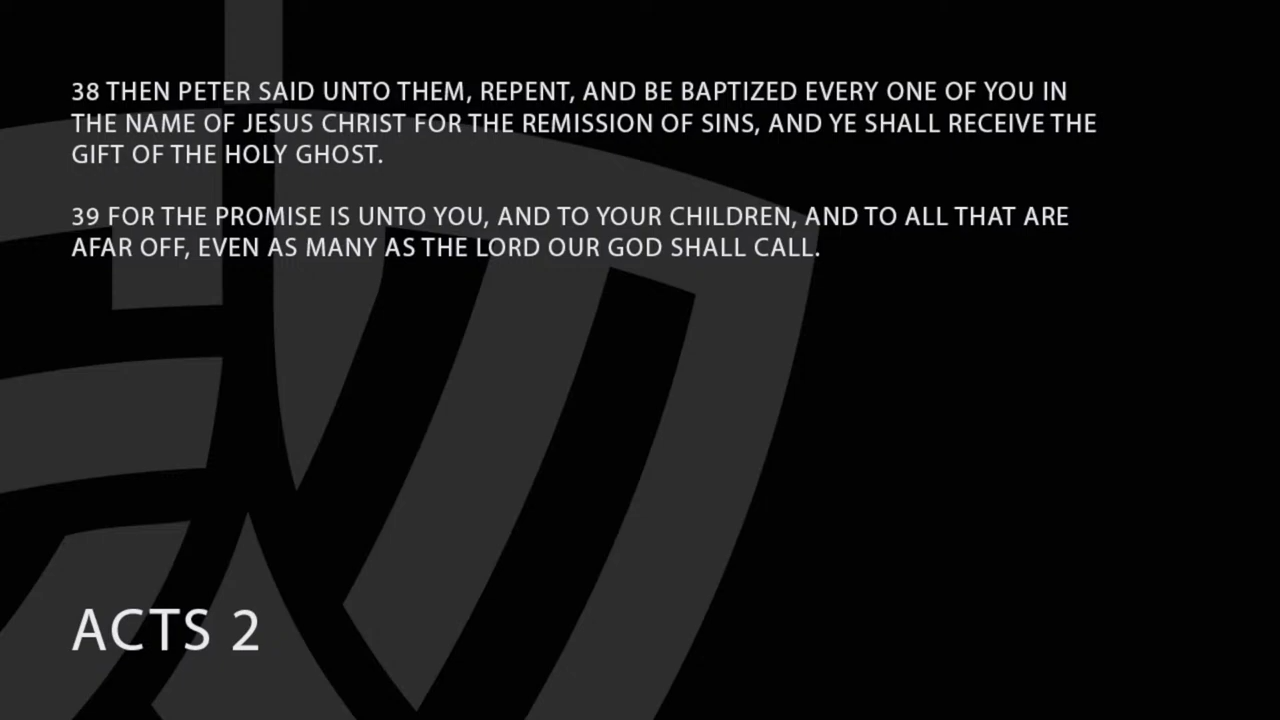 38 THEN PETER SAID UNTO THEM, REPENT, AND BE BAPTIZED EVERY ONE OF YOU IN
THE NAME OF JESUS CHRIST FOR THE REMISSION OF SINS, AND YE SHALL RECEIVE THE
GIFT OF THE HOLY GHOST.
39 FOR THE PROMISE IS UNTO YOU, AND TO YOUR CHILDREN, AND TO ALL THAT ARE
AFAR OFF, EVEN AS MANY AS THE LORD OUR GOD SHALL CALL.
ACTS 2